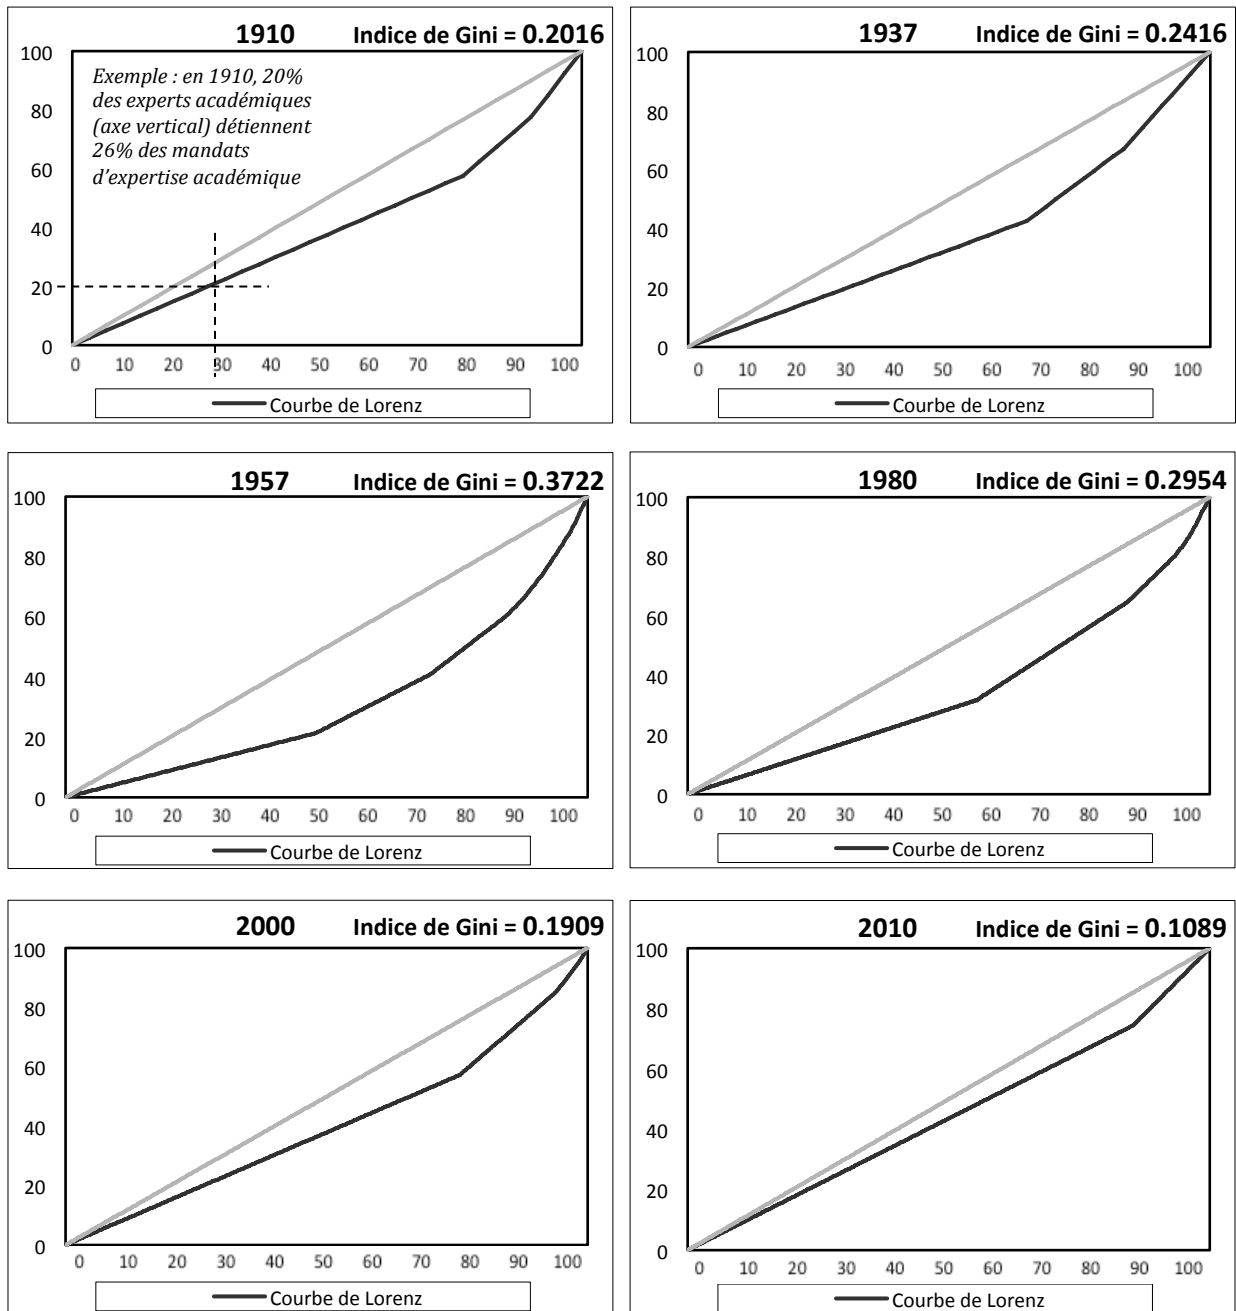 1910 Indice de Gini = 0.2016
100
Exemple : en 1910, 20%
des experts académiques
(axe vertical) détiennent
26% des mandats
d'expertise académique
80
60
40
20
0
0 10 20 30 40 50 60 70 80 90 100
Courbe de Lorenz
1937 Indice de Gini = 0.2416
100
80
60
40
20
0
0 10 20 30 40 50 60 70 80 90 100
Courbe de Lorenz
1957 Indice de Gini = 0.3722
100
80
60
40
20
0
0 10 20 30 40 50 60 70 80 90 100
Courbe de Lorenz
1980 Indice de Gini = 0.2954
100
80
60
40
20
0
0 10 20 30 40 50 60 70 80 90 100
Courbe de Lorenz
2000 Indice de Gini = 0.1909
100
80
60
40
20
0
0 10 20 30 40 50 60 70 80 90 100
Courbe de Lorenz
2010 Indice de Gini = 0.1089
100
80
60
40
20
0
0 10 20 30 40 50 60 70 80 90 100
Courbe de Lorenz